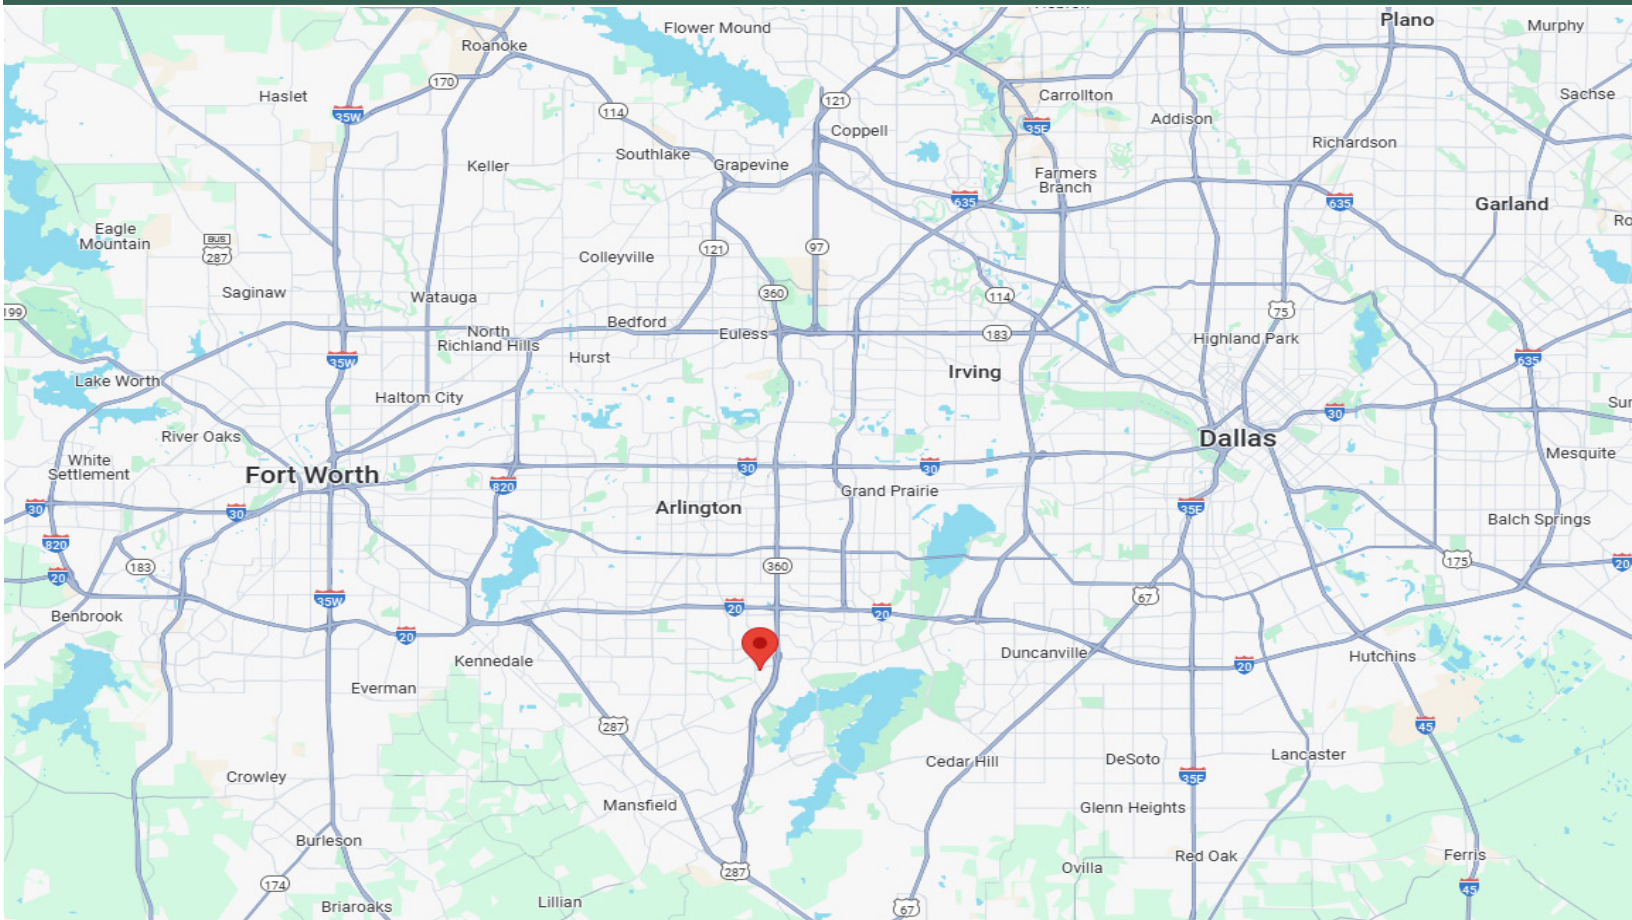 Flower Mound
Plano
Murphy
Roanoke
170
Haslet
35W
114
121
Carrollton
Sachse
Coppell
35E
Addison
Richardson
Southlake
Grapevine
Keller
Farmers
Branch
635
635
Garland
Eagle
Mountain
BUS
287
121
97
Colleyville
Saginaw
Watauga
360
114
75
199
North
Richland Hills
Bedford
Euless
183
Highland Park
Hurst
35W
635
Irving
Lake Worth
Haltom City
30
River Oaks
Dallas
White
Settlement
Fort Worth
30
30
Mesquite
820
Grand Prairie
Arlington
30
30
35E
Balch Springs
820
183
360
175
20
20
Benbrook
35W
20
20
67
20
Kennedale
Duncanville
Hutchins
20
Everman
287
45
Crowley
Cedar Hill
DeSoto
Lancaster
35E
Mansfield
Glenn Heights
Burleson
Red Oak
Ferris
Ovilla
287
174
45
Briaroaks
Lillian
67